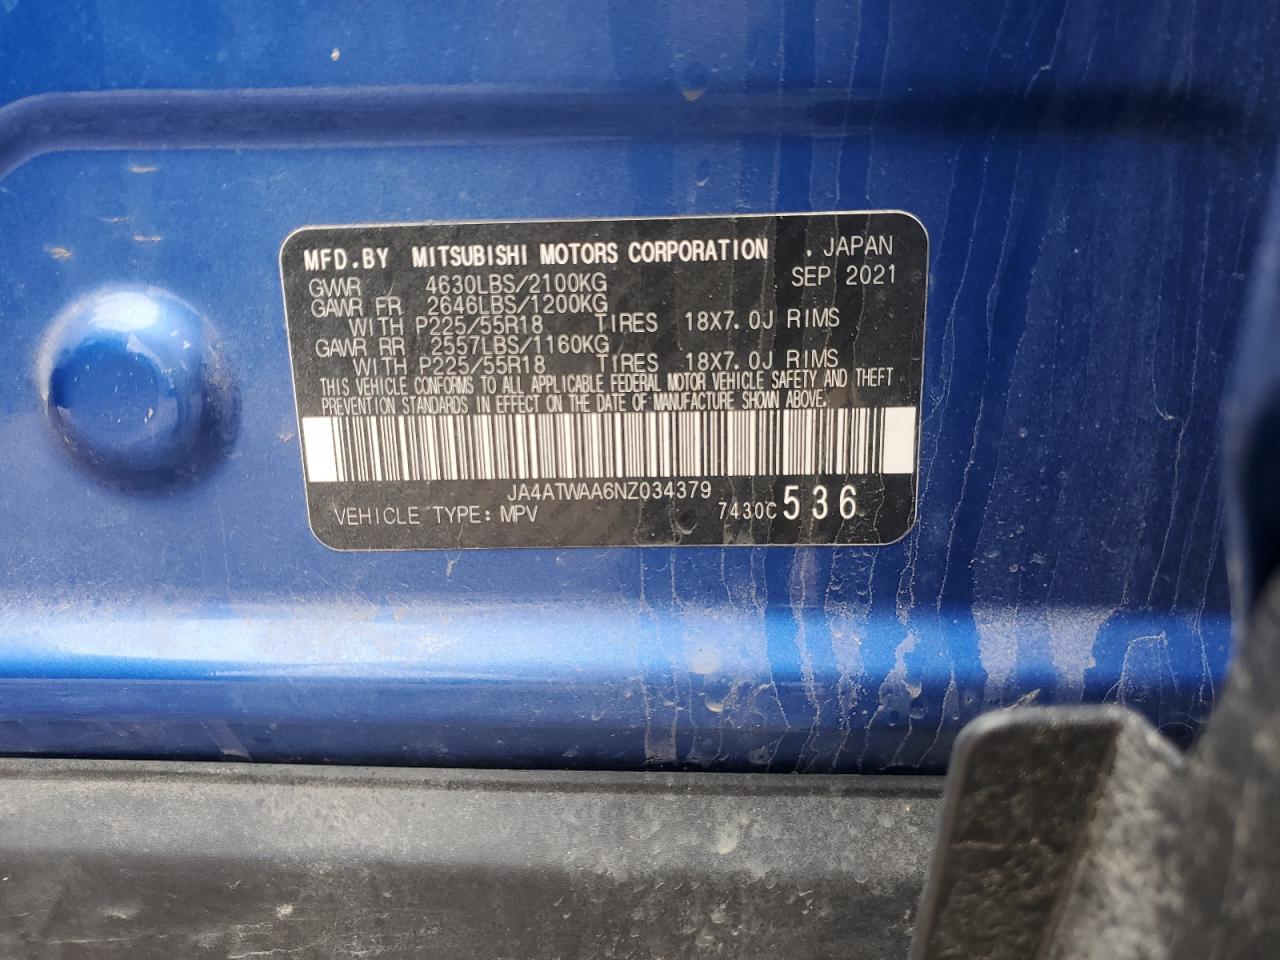 MFD.BY MITSUBISHI MOTORS CORPORATION , JAPAN
GVWR 4630LBS/2100KG SEP 2021
GAWR FR 2646LBS/1200KG
WITH P225/55R18 TIRES 18X7.0J RIMS
GAWR RR 2557LBS/1160KG
WITH P225/55R18 TIRES 18X7.0J RIMS
THIS VEHICLE CONFORMS TO ALL APPLICABLE FEDERAL MOTOR VEHICLE SAFETY AND THEFT
PREVENTION STANDARDS IN EFFECT ON THE DATE OF MANUFACTURE SHOWN ABOVE.
JA4ATWAA6NZ034379
VEHICLE TYPE: MPV 7430C 536